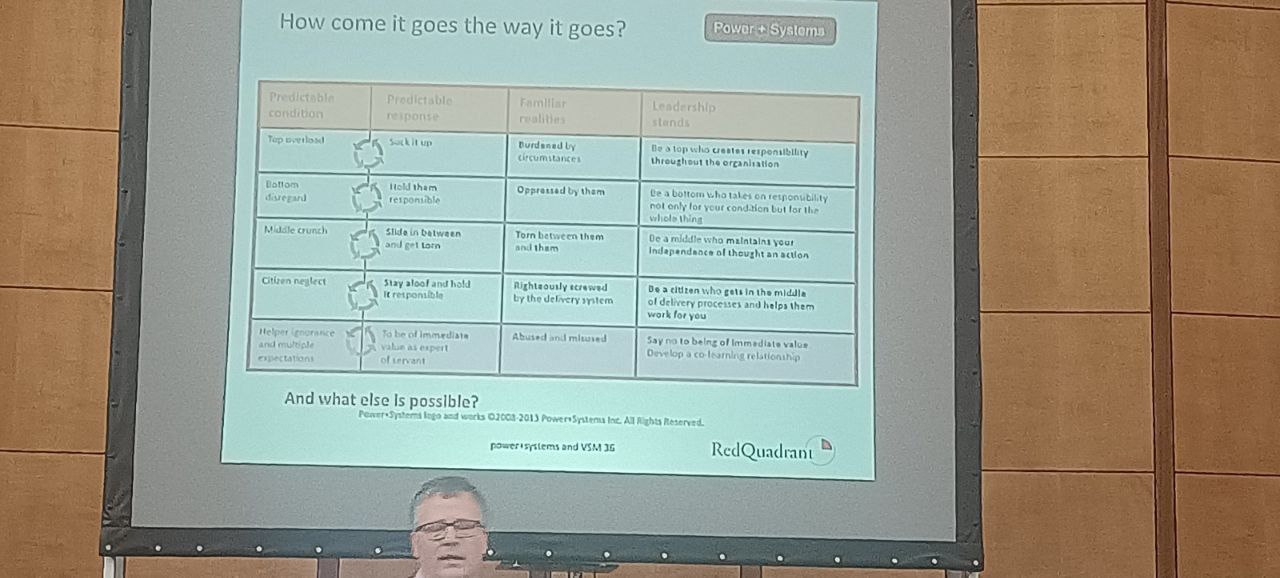 How come it goes the way it goes?
Power + Systems
Predictable
condition
Predictable
response
Familiar
realities
Leadership
stands
Top overload
Suck it up
Burdened by
circumstances
Be a top who creates responsibility
throughout the organisation
Bottom
disregard
Hold them
responsible
Oppressed by them
Be a bottom who takes on responsibility
not only for your condition but for the
whole thing
Middle crunch
Slide in between
and get torn
Torn between them
and them
Be a middle who maintains your
independence of thought an action
Citizen neglect
Stay aloof and hold
it responsible
Righteously screwed
by the delivery system
Be a citizen who gets in the middle
of delivery processes and helps them
work for you
Helper ignorance
and multiple
expectations
To be of immediate
value as expert
of servant
Abused and misused
Say no to being of immediate value
Develop a co-learning relationship
And what else is possible?
Power+Systems logo and works ©2008-2013 Power+Systems Inc. All Rights Reserved.
power+systems and VSM 36
RedQuadrant